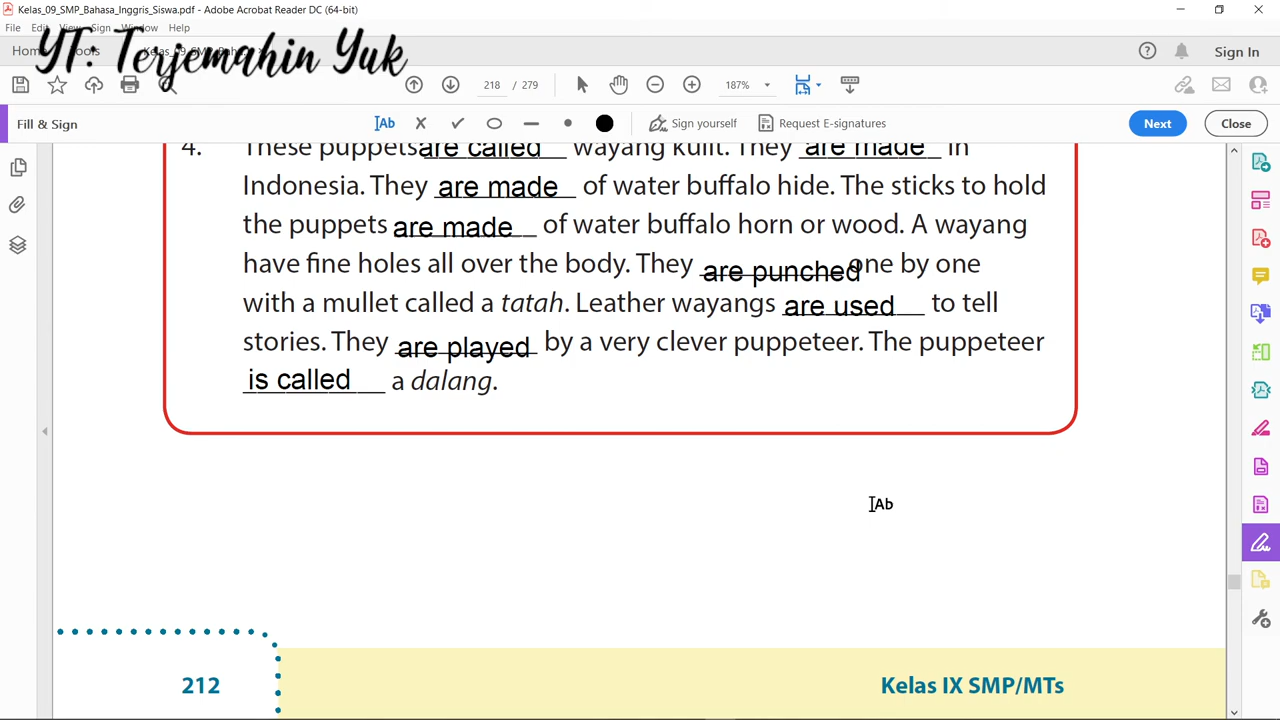 Kelas_09_SMP_Bahasa_Inggris_Siswa.pdf - Adobe Acrobat Reader DC (64-bit)
File Edit View Sign Window Help
YT: Terjemahin Yuk
Home Tools Kelas_09_SMP_Bah...
Sign In
218 / 279
187%
Fill & Sign
Ab
Sign yourself
Request E-signatures
Next
Close
4. These puppets are called wayang kulit. They are made in
Indonesia. They are made of water buffalo hide. The sticks to hold
the puppets are made of water buffalo horn or wood. A wayang
have fine holes all over the body. They are punched one by one
with a mullet called a tatah. Leather wayangs are used to tell
stories. They are played by a very clever puppeteer. The puppeteer
is called a dalang.
Ab
212
Kelas IX SMP/MTs